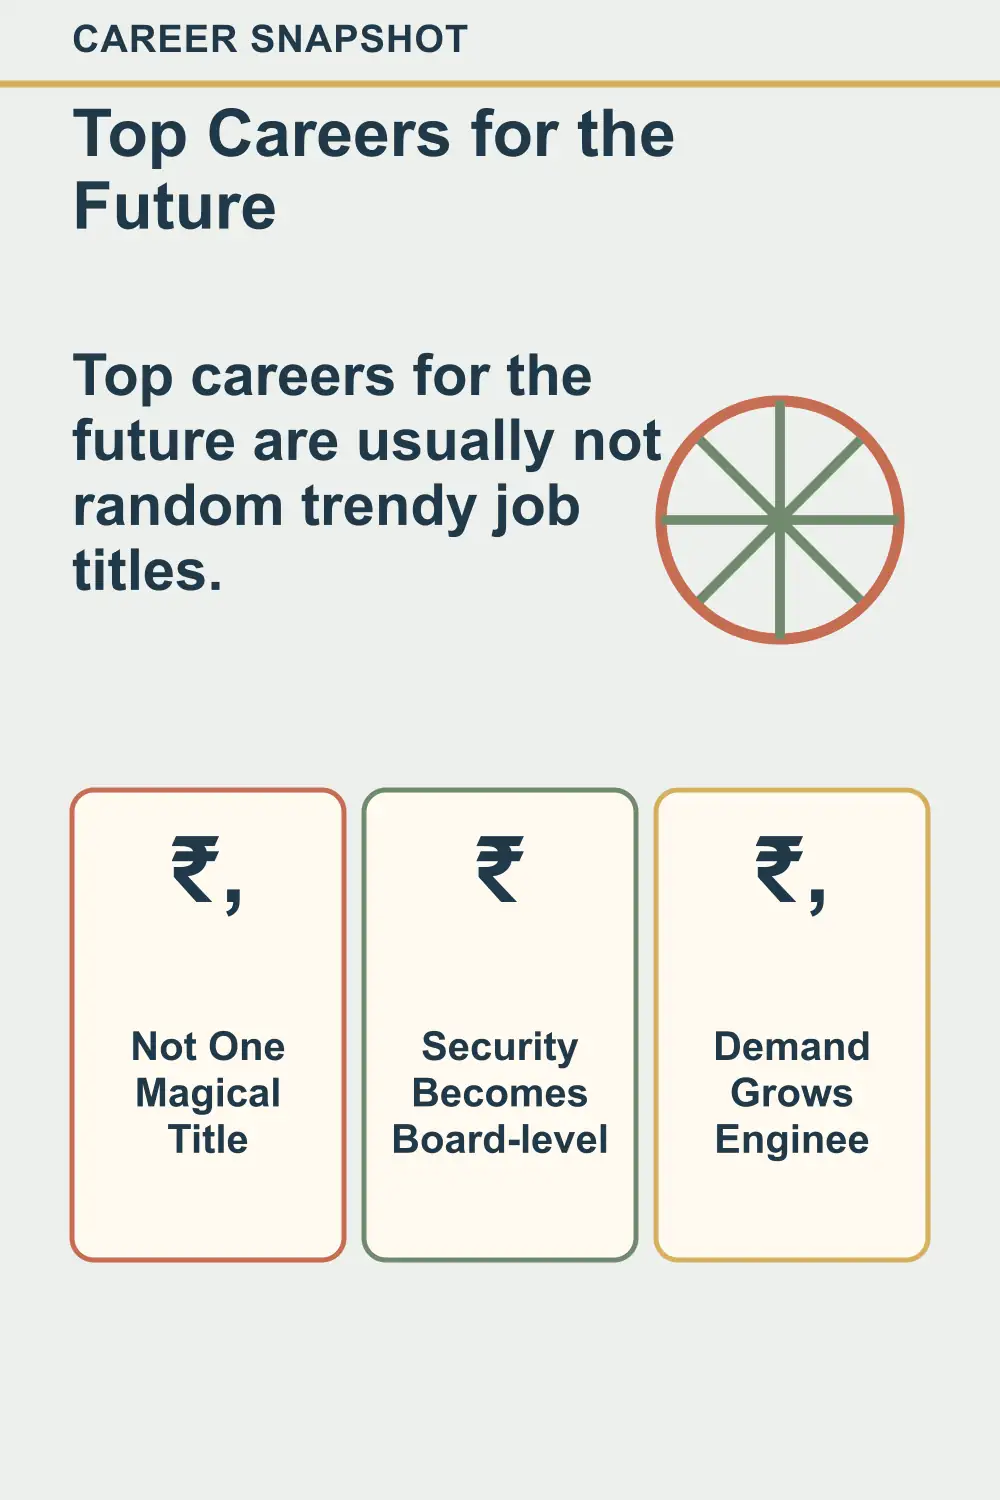 CAREER SNAPSHOT
Top Careers for the
Future
Top careers for the
future are usually not
random trendy job
titles.
₹,
Not One
Magical
Title
₹
Security
Becomes
Board-level
₹,
Demand
Grows
Enginee